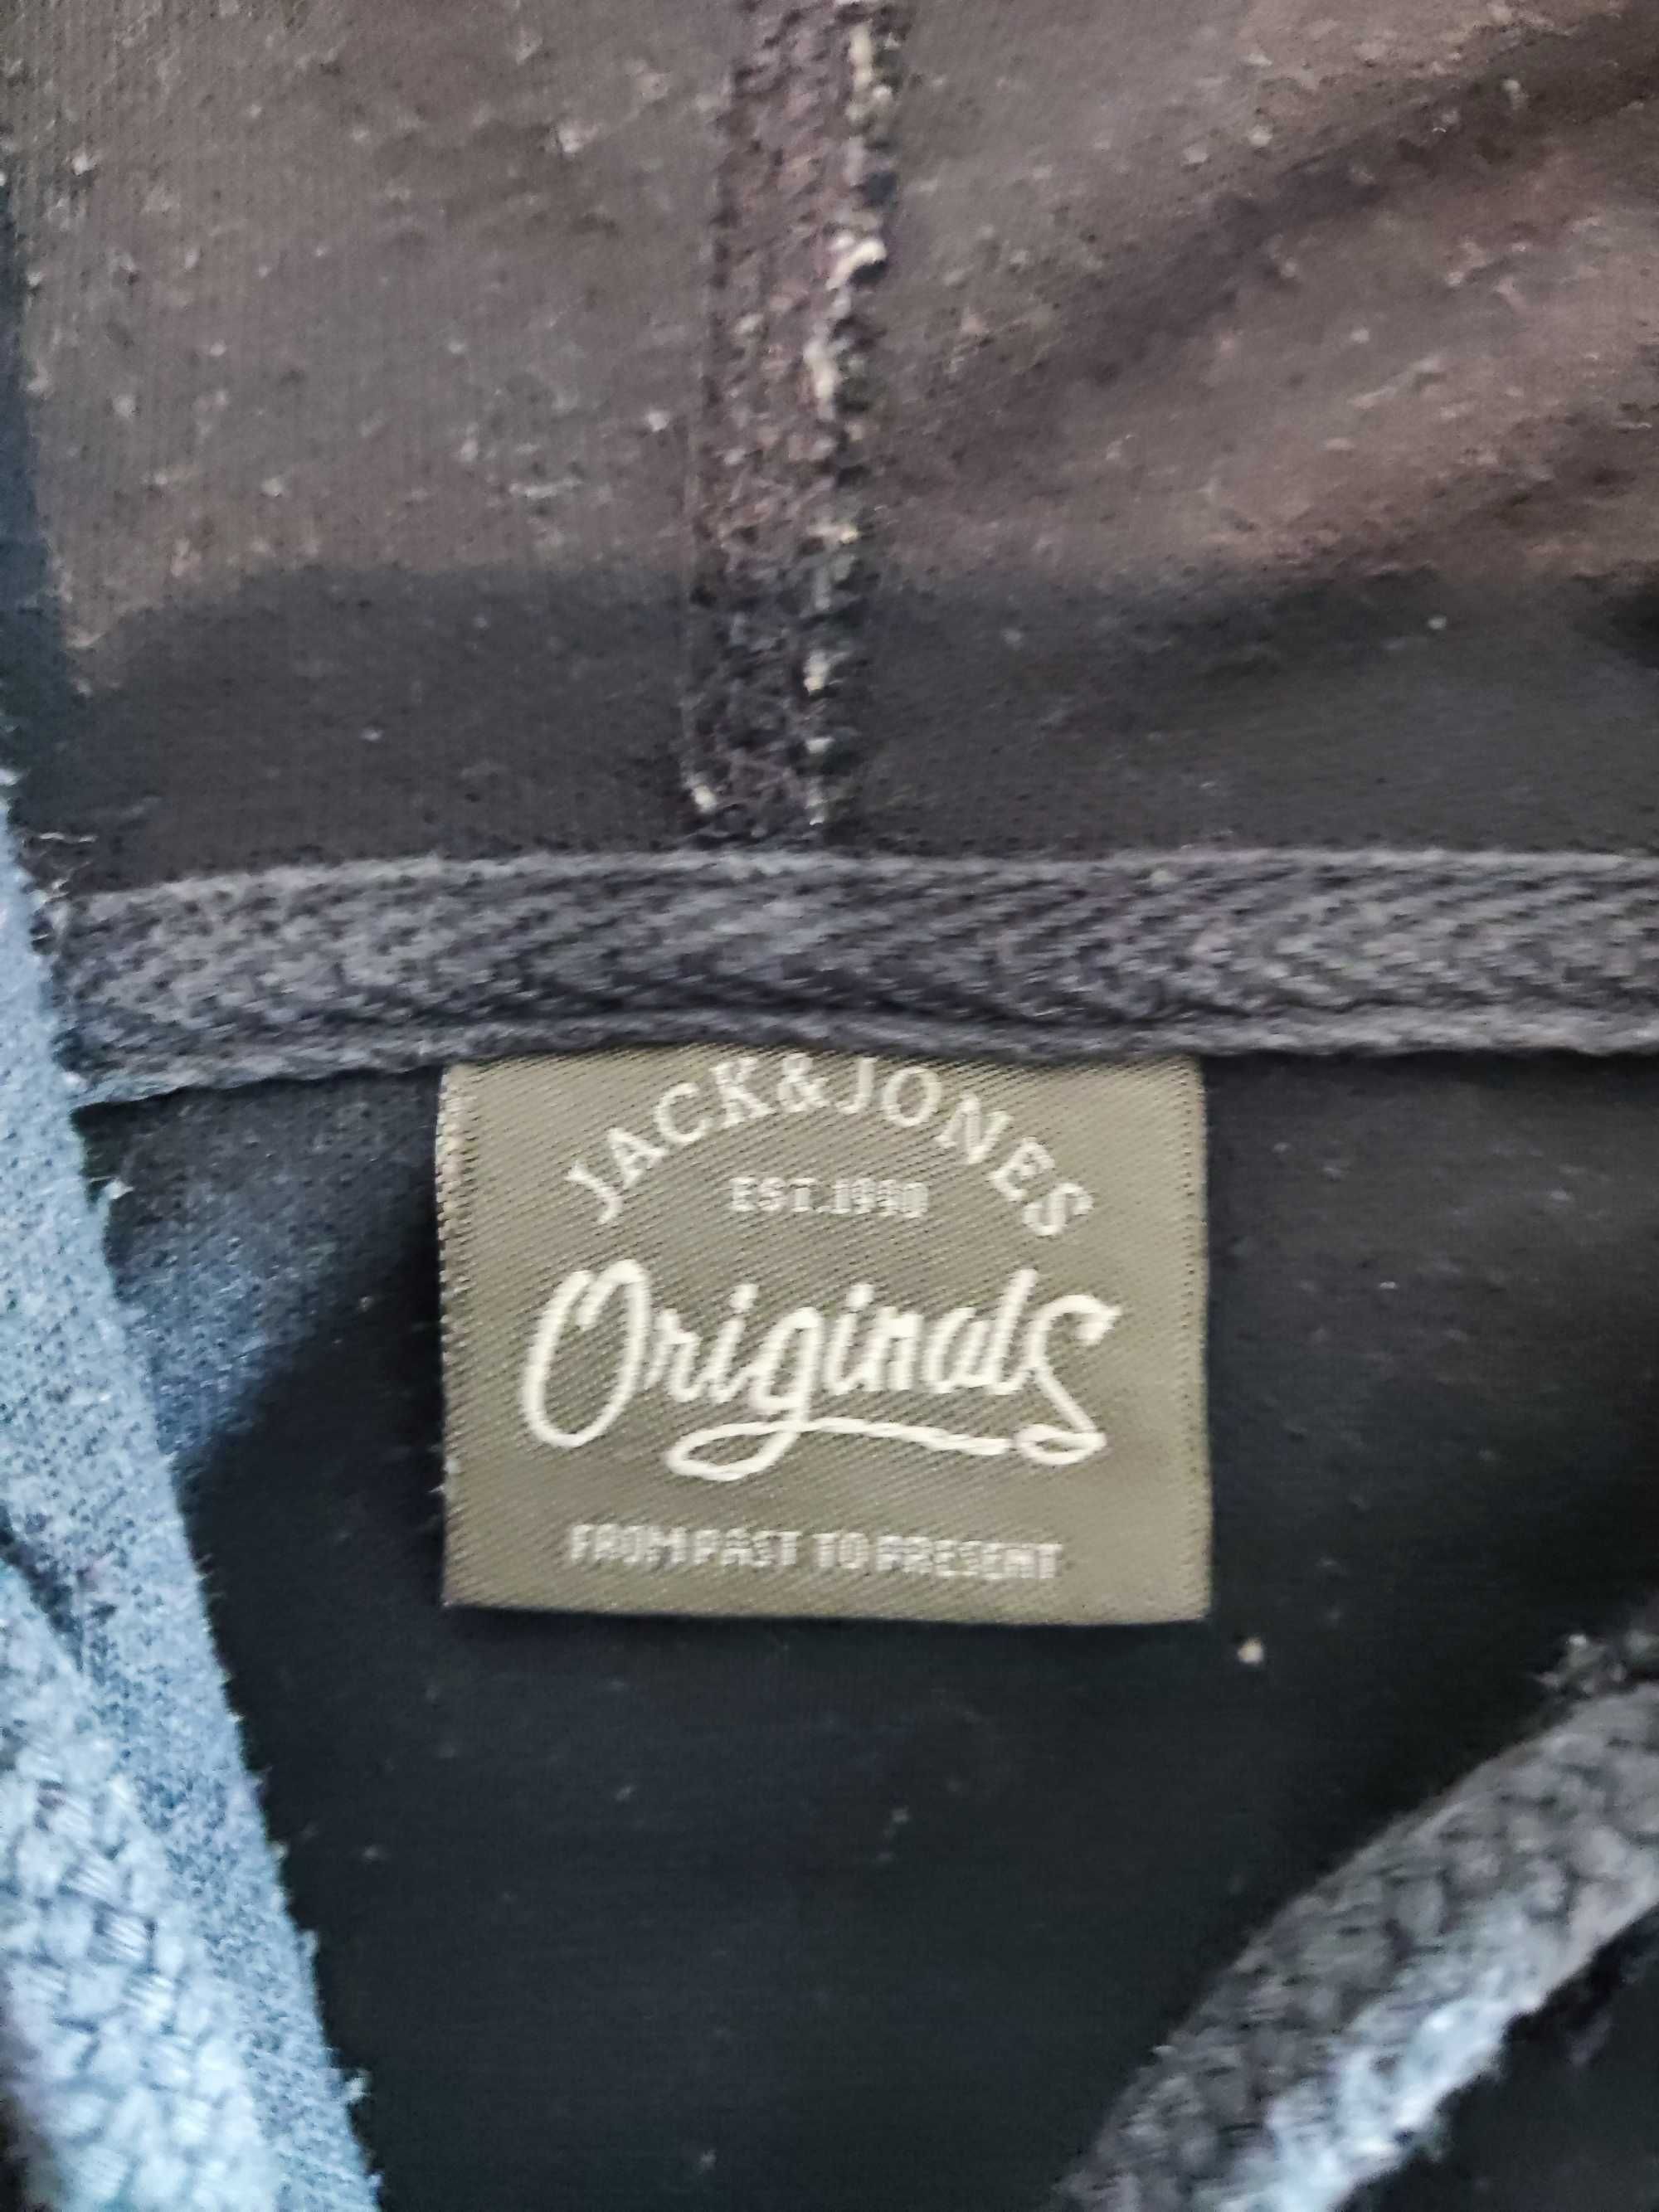 JACK&JONES
EST.1990
Originals
FROM PAST TO PRESENT